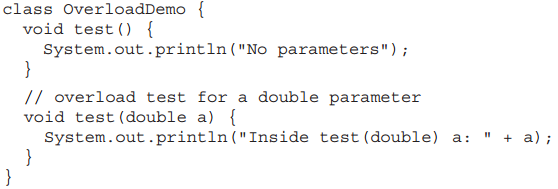 class OverloadDemo {
  void test() {
    System.out.println("No parameters");
  }
  // overload test for a double parameter
  void test(double a) {
    System.out.println("Inside test(double) a: " + a);
  }
}